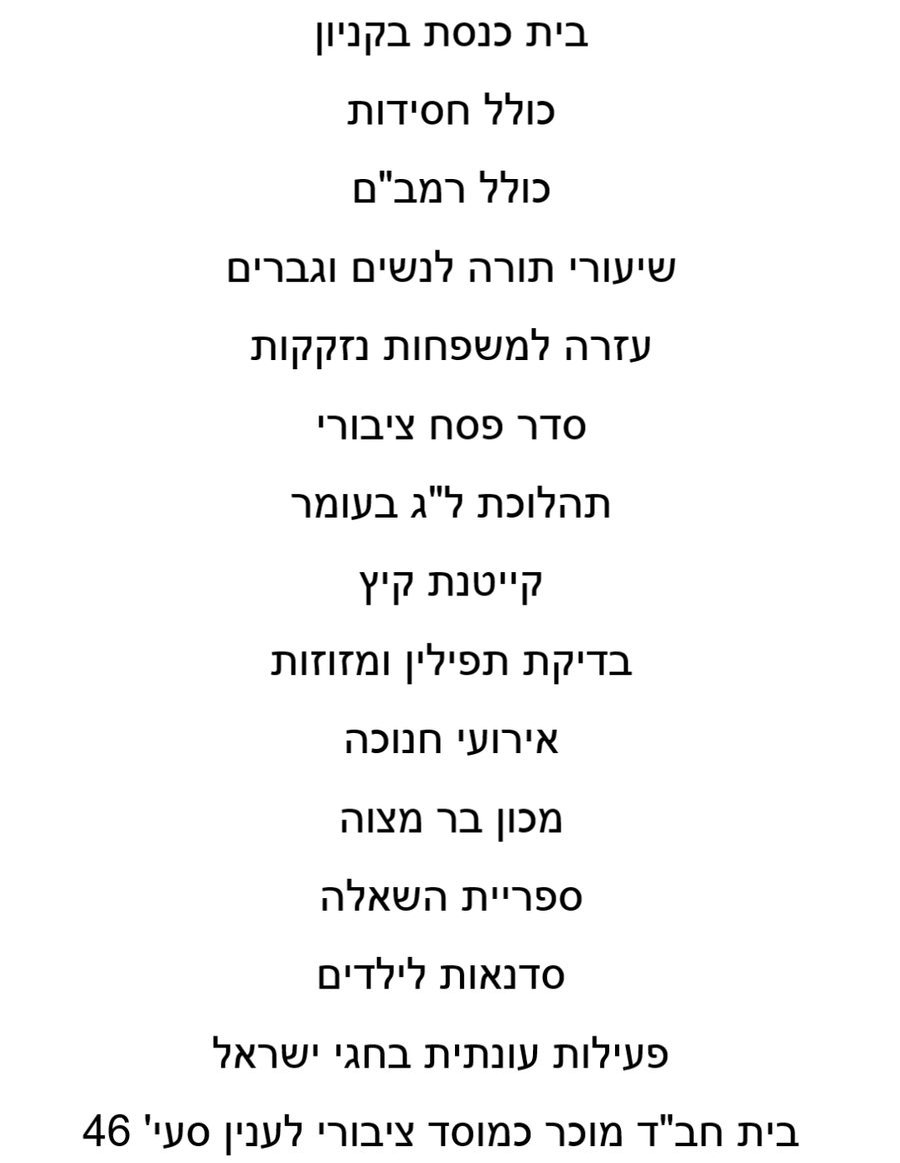 בית כנסת בקניון
כולל חסידות
כולל רמב"ם
שיעורי תורה לנשים וגברים
עזרה למשפחות נזקקות
סדר פסח ציבורי
תהלוכת ל"ג בעומר
קייטנת קיץ
בדיקת תפילין ומזוזות
אירועי חנוכה
מכון בר מצוה
ספריית השאלה
סדנאות לילדים
פעילות עונתית בחגי ישראל
בית חב"ד מוכר כמוסד ציבורי לענין סעי' 46